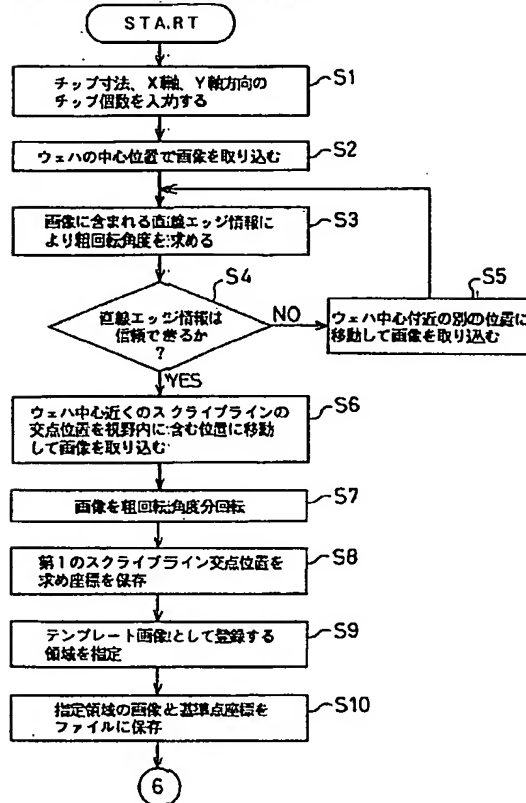 START
チップ寸法、X軸、Y軸方向の
チップ個数を入力する
S1
ウェハの中心位置で画像を取り込む
S2
画像に含まれる直線エッジ情報に
より粗回転角度を求める
S3
直線エッジ情報は
信頼できるか
?
S4
NO
ウェハ中心付近の別の位置に
移動して画像を取り込む
S5
YES
ウェハ中心近くのスクライブラインの
交点位置を視野内に含む位置に移動
して画像を取り込む
S6
画像を粗回転角度分回転
S7
第1のスクライブライン交点位置を
求め座標を保存
S8
テンプレート画像として登録する
領域を指定
S9
指定領域の画像と基準点座標を
ファイルに保存
S10
6